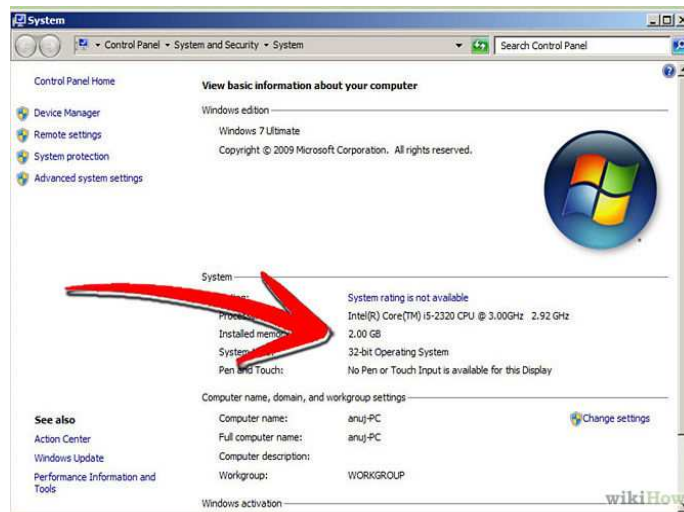 System
Control Panel System and Security System
Search Control Panel
Control Panel Home
Device Manager
Remote settings
System protection
Advanced system settings
See also
Action Center
Windows Update
Performance Information and
Tools
View basic information about your computer
Windows edition
Windows 7 Ultimate
Copyright © 2009 Microsoft Corporation. All rights reserved.
System
System rating is not available
Intel(R) Core(TM) i5-2320 CPU @ 3.00GHz 2.92 GHz
Installed 2.00 GB
System 32-bit Operating System
Pen and Touch: No Pen or Touch Input is available for this Display
Computer name, domain, and workgroup settings
Computer name: anuj-PC Change settings
Full computer name: anuj-PC
Computer description:
Workgroup: WORKGROUP
Windows activation
wikiHow